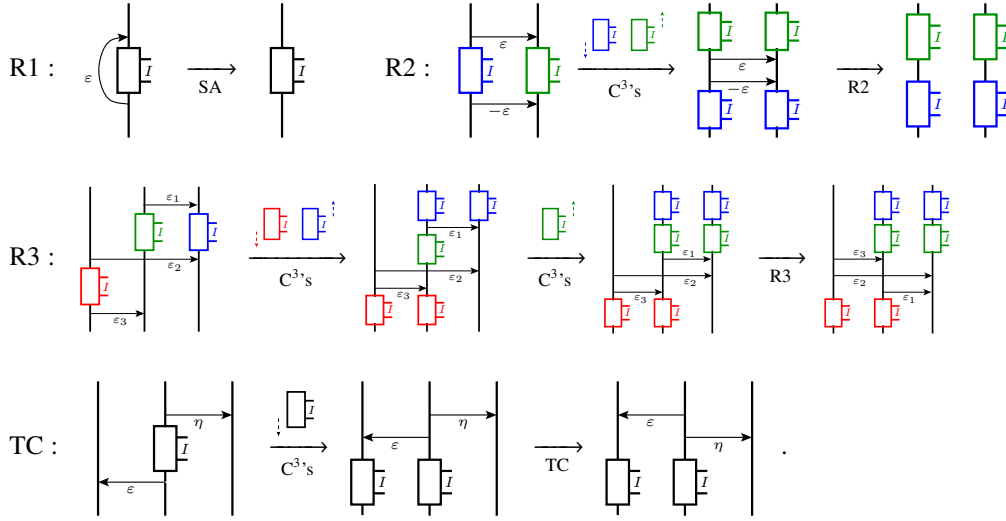 R1 : ε I SA I R2 : ε I I −ε I I C³'s I I ε −ε I I R2 I I I I
R3 : ε₁ I I ε₂ I ε₃ I I C³'s I I ε₁ I ε₂ ε₃ I I I C³'s I I I I ε₁ ε₂ ε₃ I I R3 I I I I ε₃ ε₂ ε₁ I I
TC : η I ε I C³'s η ε I I TC ε η I I .